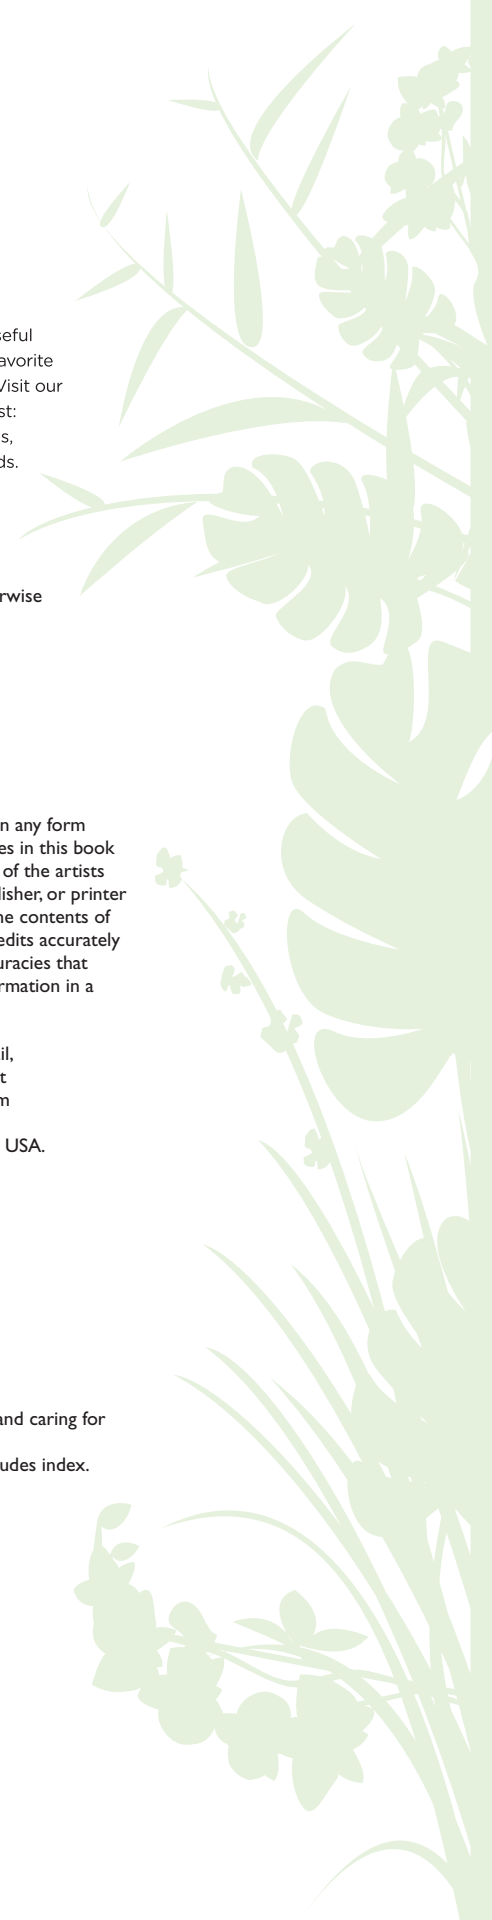 seful
avorite
Visit our
st:
s,
ds.
rwise
n any form
es in this book
of the artists
lisher, or printer
he contents of
edits accurately
uracies that
rmation in a
il,
t
m
USA.
and caring for
udes index.